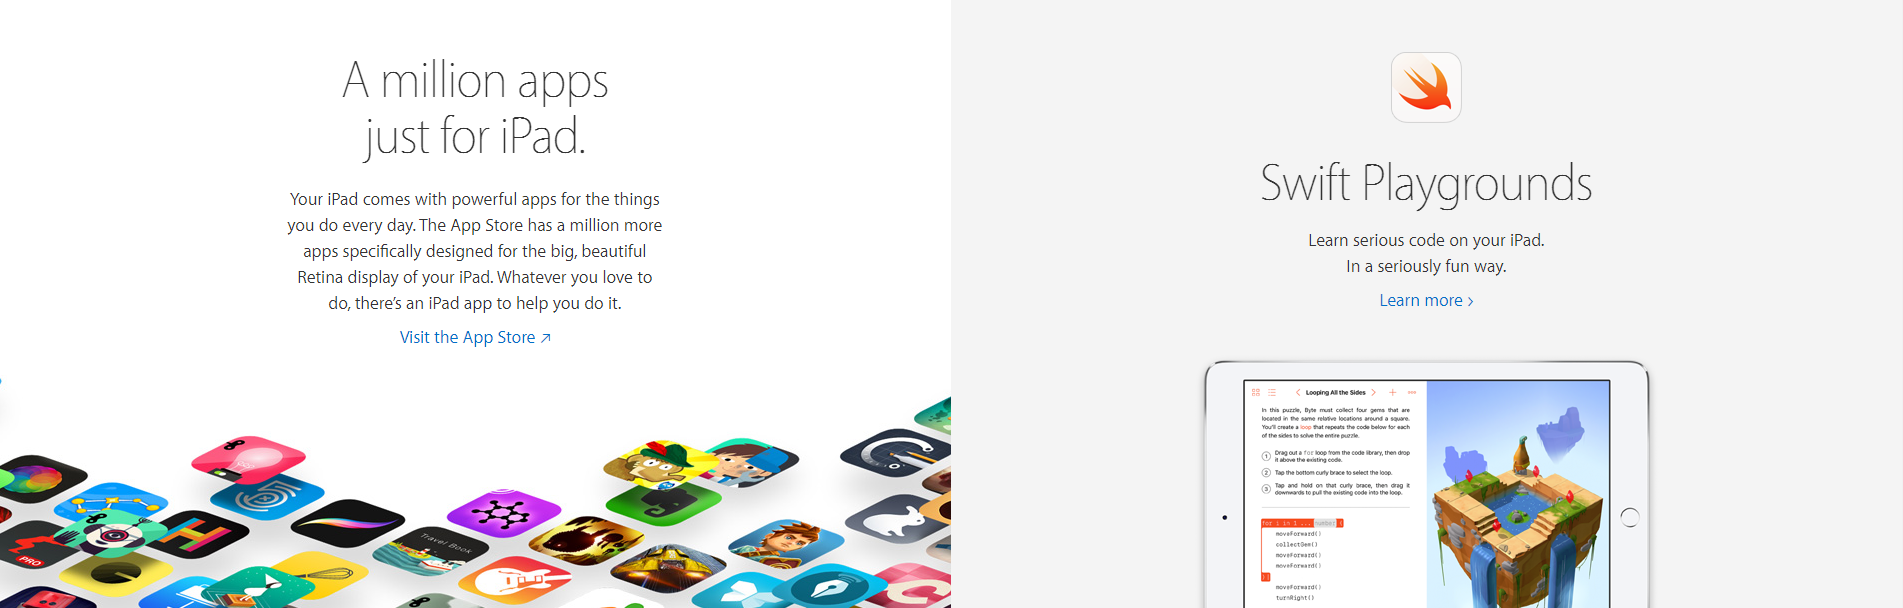 A million apps
just for iPad.
Your iPad comes with powerful apps for the things
you do every day. The App Store has a million more
apps specifically designed for the big, beautiful
Retina display of your iPad. Whatever you love to
do, there's an iPad app to help you do it.
Visit the App Store ↗
PRO
Travel Book
Swift Playgrounds
Learn serious code on your iPad.
In a seriously fun way.
Learn more ›
Looping All the Sides
In this puzzle, Byte must collect four gems that are
located in the same relative locations around a square.
You'll create a loop that repeats the code below for each
of the sides to solve the entire puzzle.
1 Drag out a for loop from the code library, then drop
it above the existing code.
2 Tap the bottom curly brace to select the loop.
3 Tap and hold on that curly brace, then drag it
downwards to pull the existing code into the loop.
for i in 1 ... number {
moveForward()
collectGem()
moveForward()
moveForward()
}
moveForward()
turnRight()